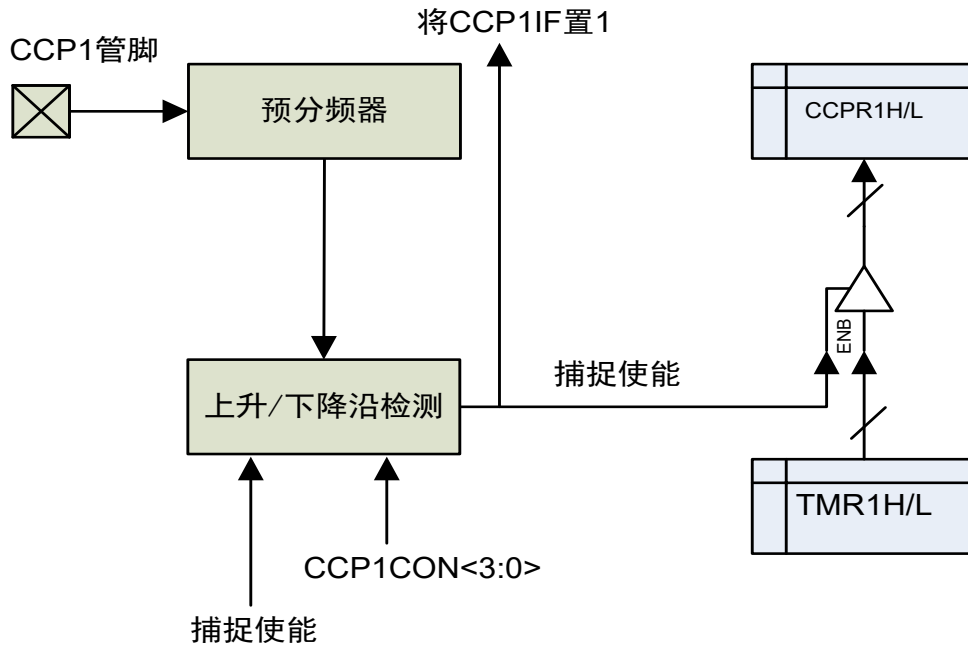 将CCP1IF置1
CCP1管脚
预分频器
CCPR1H/L
ENB
捕捉使能
上升/下降沿检测
TMR1H/L
CCP1CON<3:0>
捕捉使能